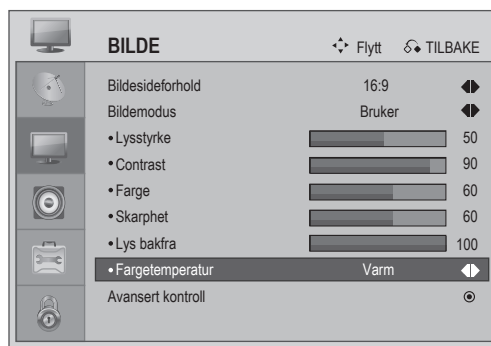 BILDE Flytt TILBAKE
Bildesideforhold 16:9
Bildemodus Bruker
• Lysstyrke 50
• Contrast 90
• Farge 60
• Skarphet 60
• Lys bakfra 100
• Fargetemperatur Varm
Avansert kontroll